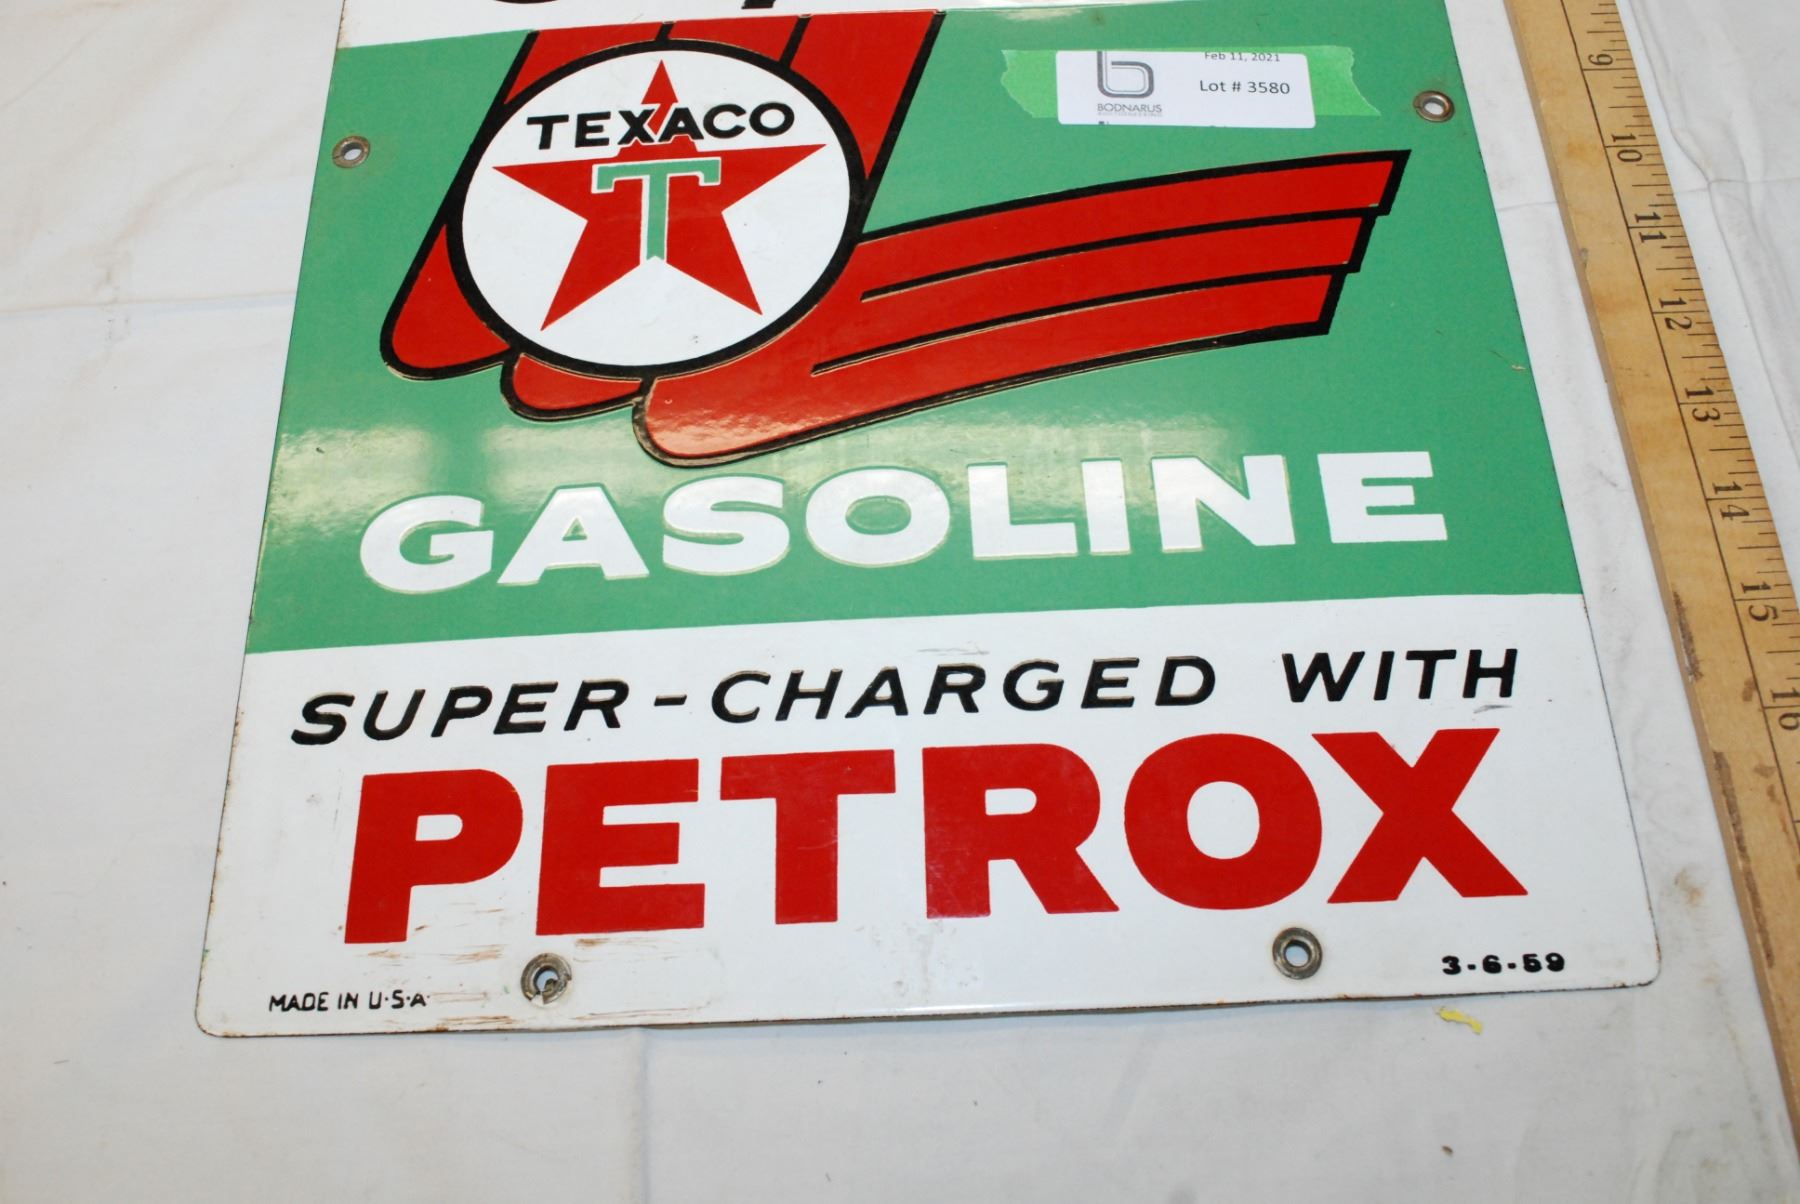 Feb 11, 2021
Lot # 3580
BODNARUS
TEXACO
T
GASOLINE
SUPER-CHARGED WITH
PETROX
MADE IN U·S·A·
3-6-59
9
10
11
12
13
14
15
16